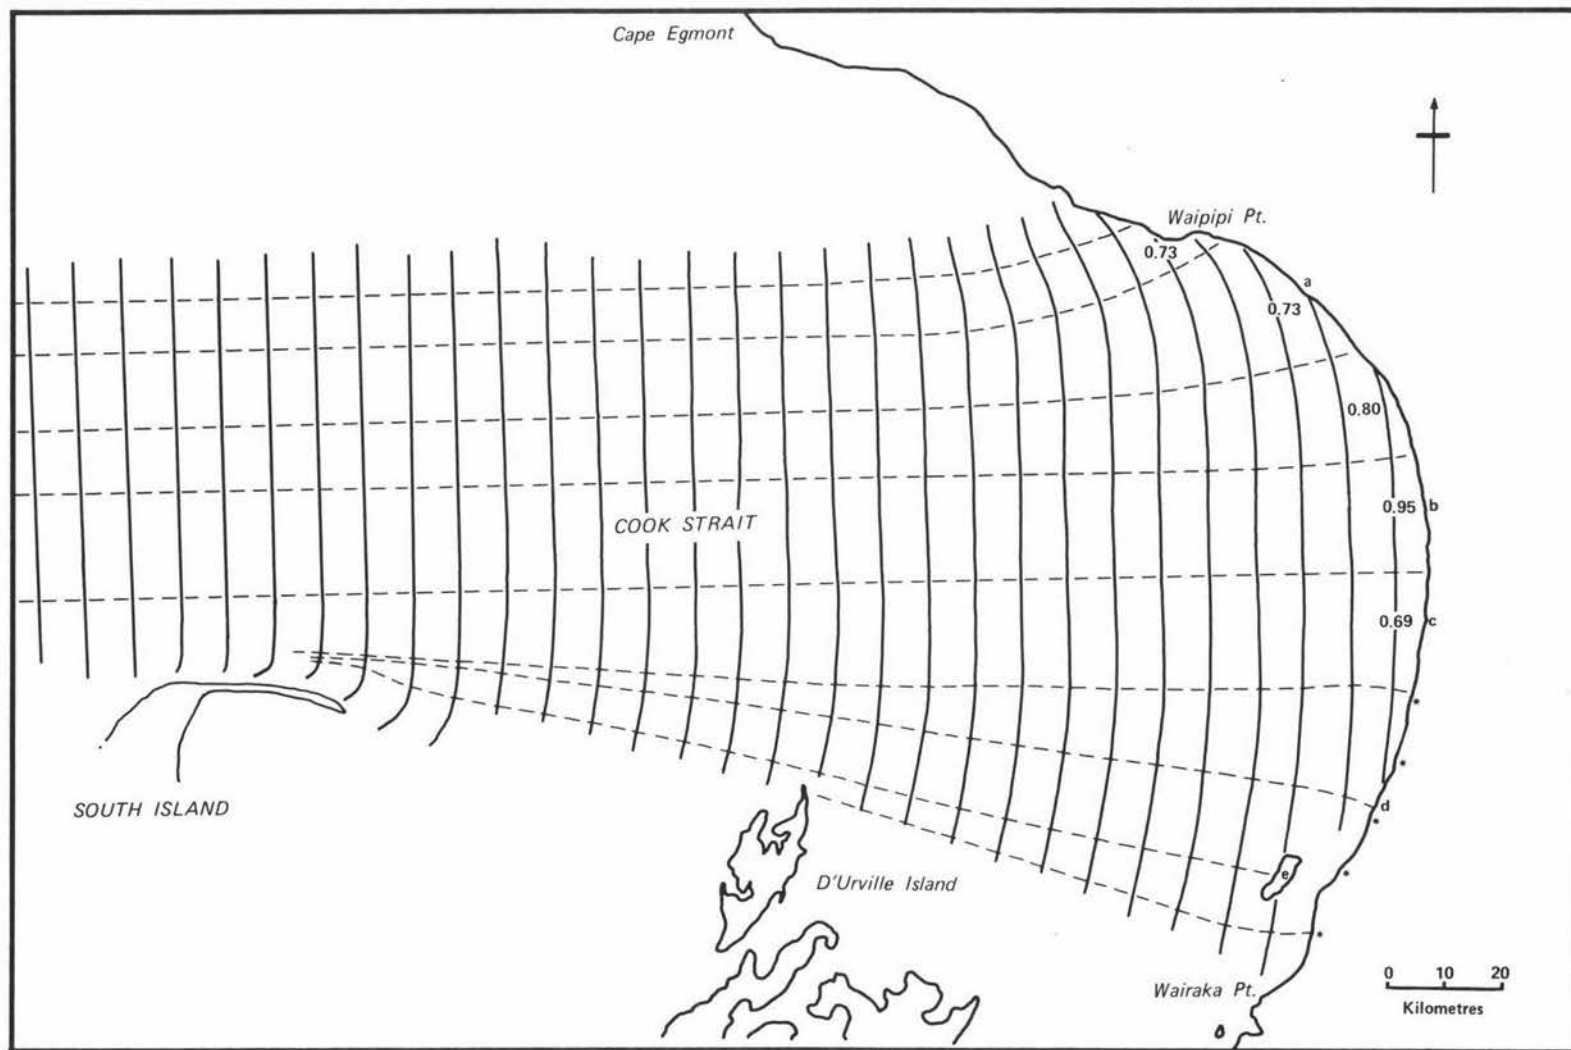 Cape Egmont
Waipipi Pt.
0.73
a
0.73
0.80
0.95 b
COOK STRAIT
0.69 c
SOUTH ISLAND
d
*
*
*
*
*
e
D'Urville Island
Wairaka Pt.
0 10 20
Kilometres